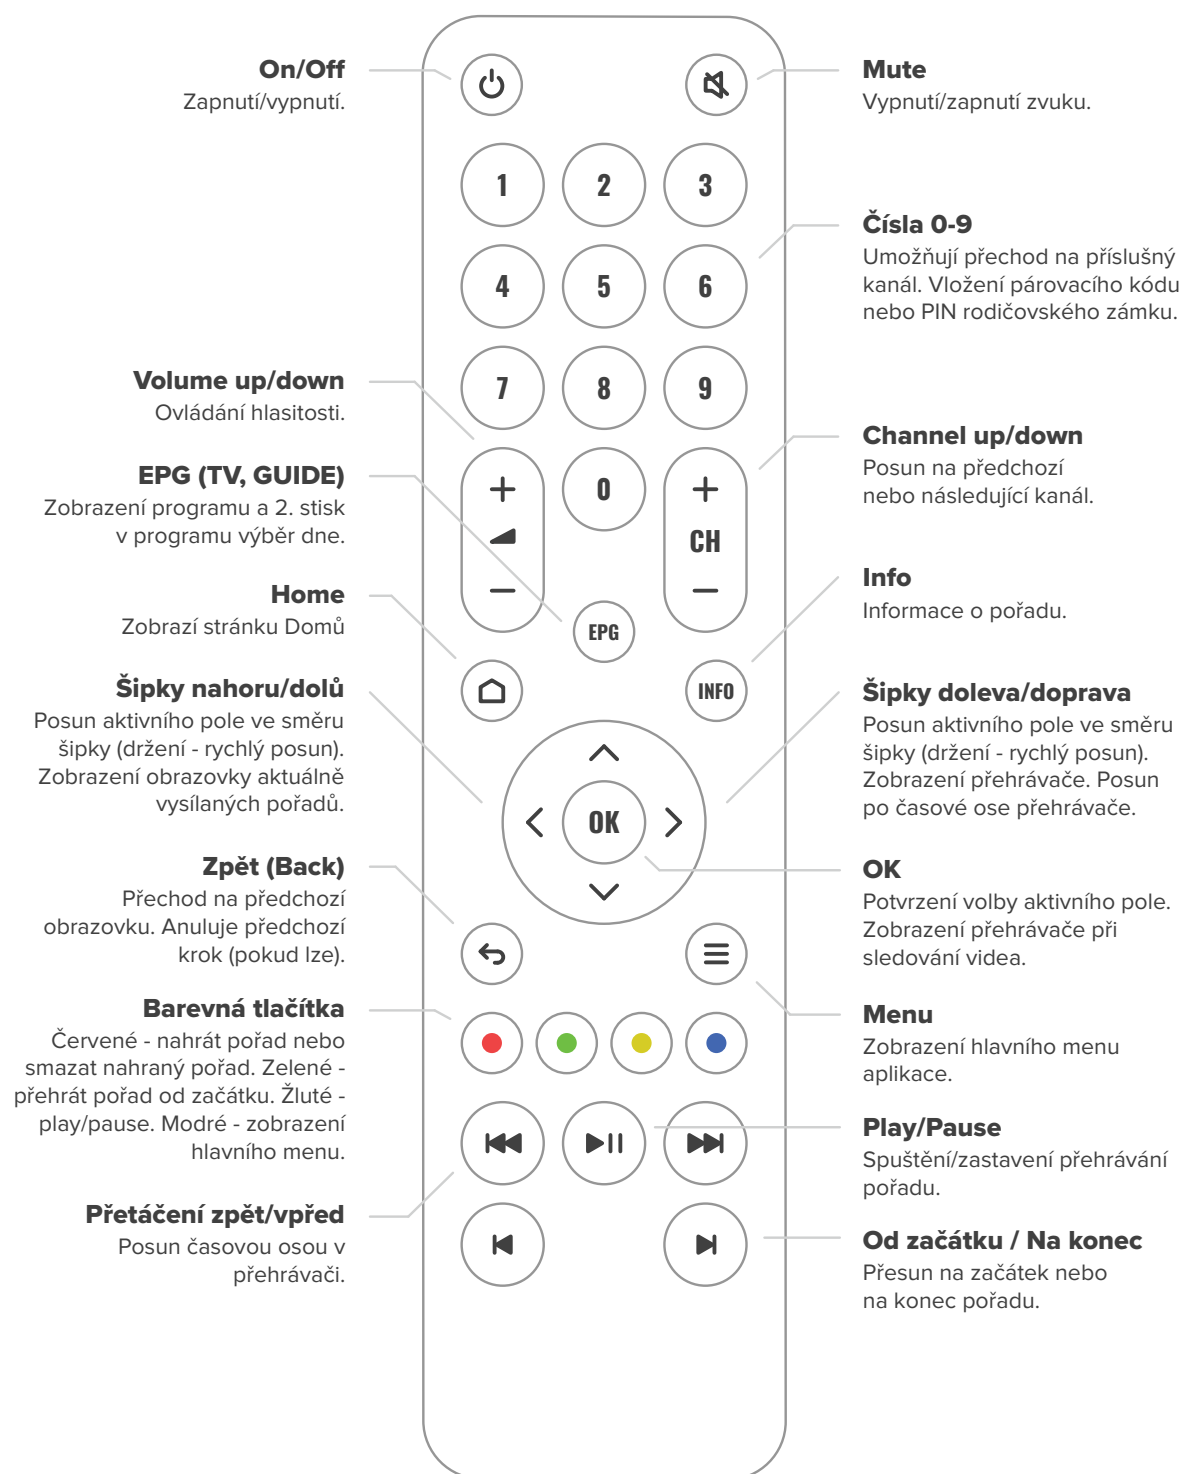 On/Off
Zapnutí/vypnutí.
Mute
Vypnutí/zapnutí zvuku.
1
2
3
Čísla 0-9
Umožňují přechod na příslušný
kanál. Vložení párovacího kódu
nebo PIN rodičovského zámku.
4
5
6
Volume up/down
Ovládání hlasitosti.
7
8
9
Channel up/down
Posun na předchozí
nebo následující kanál.
EPG (TV, GUIDE)
Zobrazení programu a 2. stisk
v programu výběr dne.
0
CH
Home
Zobrazí stránku Domů
EPG
Info
Informace o pořadu.
INFO
Šipky nahoru/dolů
Posun aktivního pole ve směru
šipky (držení - rychlý posun).
Zobrazení obrazovky aktuálně
vysílaných pořadů.
OK
Šipky doleva/doprava
Posun aktivního pole ve směru
šipky (držení - rychlý posun).
Zobrazení přehrávače. Posun
po časové ose přehrávače.
Zpět (Back)
Přechod na předchozí
obrazovku. Anuluje předchozí
krok (pokud lze).
OK
Potvrzení volby aktivního pole.
Zobrazení přehrávače při
sledování videa.
Barevná tlačítka
Červené - nahrát pořad nebo
smazat nahraný pořad. Zelené -
přehrát pořad od začátku. Žluté -
play/pause. Modré - zobrazení
hlavního menu.
Menu
Zobrazení hlavního menu
aplikace.
Play/Pause
Spuštění/zastavení přehrávání
pořadu.
Přetáčení zpět/vpřed
Posun časovou osou v
přehrávači.
Od začátku / Na konec
Přesun na začátek nebo
na konec pořadu.